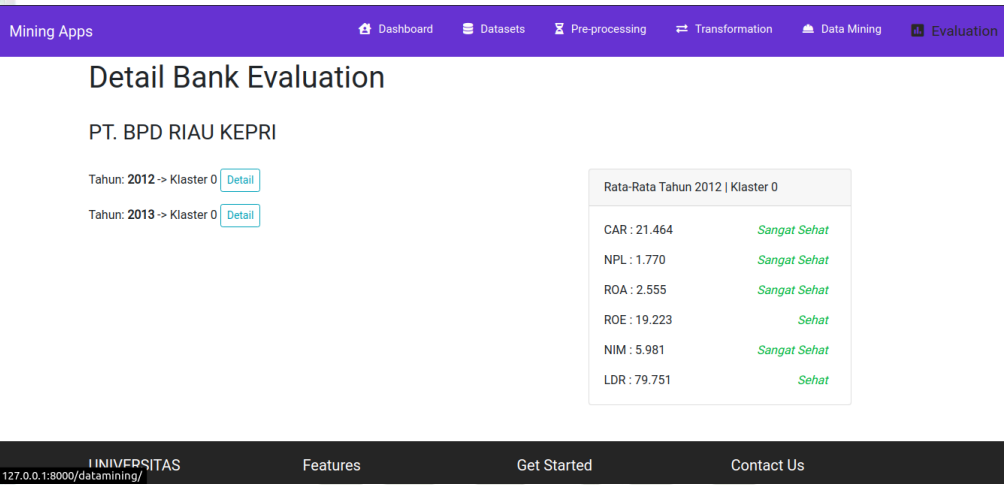 Mining Apps
Dashboard
Datasets
Pre-processing
Transformation
Data Mining
Evaluation
Detail Bank Evaluation
PT. BPD RIAU KEPRI
Tahun: 2012 -> Klaster 0 Detail
Tahun: 2013 -> Klaster 0 Detail
Rata-Rata Tahun 2012 | Klaster 0
CAR : 21.464 Sangat Sehat
NPL : 1.770 Sangat Sehat
ROA : 2.555 Sangat Sehat
ROE : 19.223 Sehat
NIM : 5.981 Sangat Sehat
LDR : 79.751 Sehat
UNIVERSITAS
Features
Get Started
Contact Us
127.0.0.1:8000/datamining/